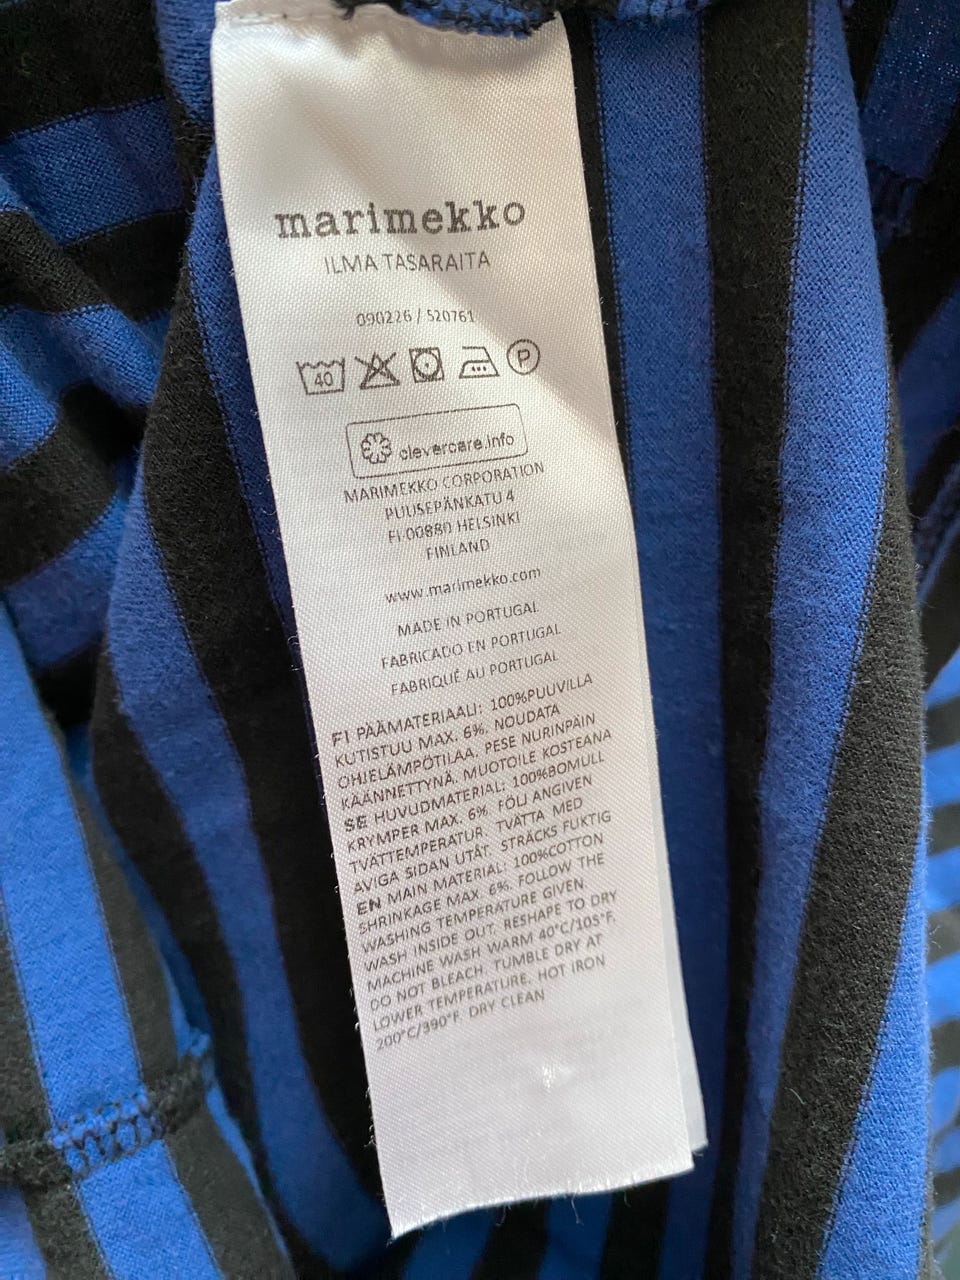 marimekko
ILMA TASARAITA
090226 / 520761
40 P
clevercare.info
MARIMEKKO CORPORATION
PUUSEPÄNKATU 4
FI-00880 HELSINKI
FINLAND
www.marimekko.com
MADE IN PORTUGAL
FABRICADO EN PORTUGAL
FABRIQUÉ AU PORTUGAL
FI PÄÄMATERIAALI: 100%PUUVILLA
KUTISTUU MAX. 6%. NOUDATA
OHJELÄMPÖTILAA. PESE NURINPÄIN
KÄÄNNETTYNÄ. MUOTOILE KOSTEANA
SE HUVUDMATERIAL: 100%BOMULL
KRYMPER MAX. 6%. FÖLJ ANGIVEN
TVÄTTEMPERATUR. TVÄTTA MED
AVIGA SIDAN UTÅT. STRÄCKS FUKTIG
EN MAIN MATERIAL: 100%COTTON
SHRINKAGE MAX. 6%. FOLLOW THE
WASHING TEMPERATURE GIVEN.
WASH INSIDE OUT. RESHAPE TO DRY
MACHINE WASH WARM 40°C/105°F.
DO NOT BLEACH. TUMBLE DRY AT
LOWER TEMPERATURE. HOT IRON
200°C/390°F. DRY CLEAN